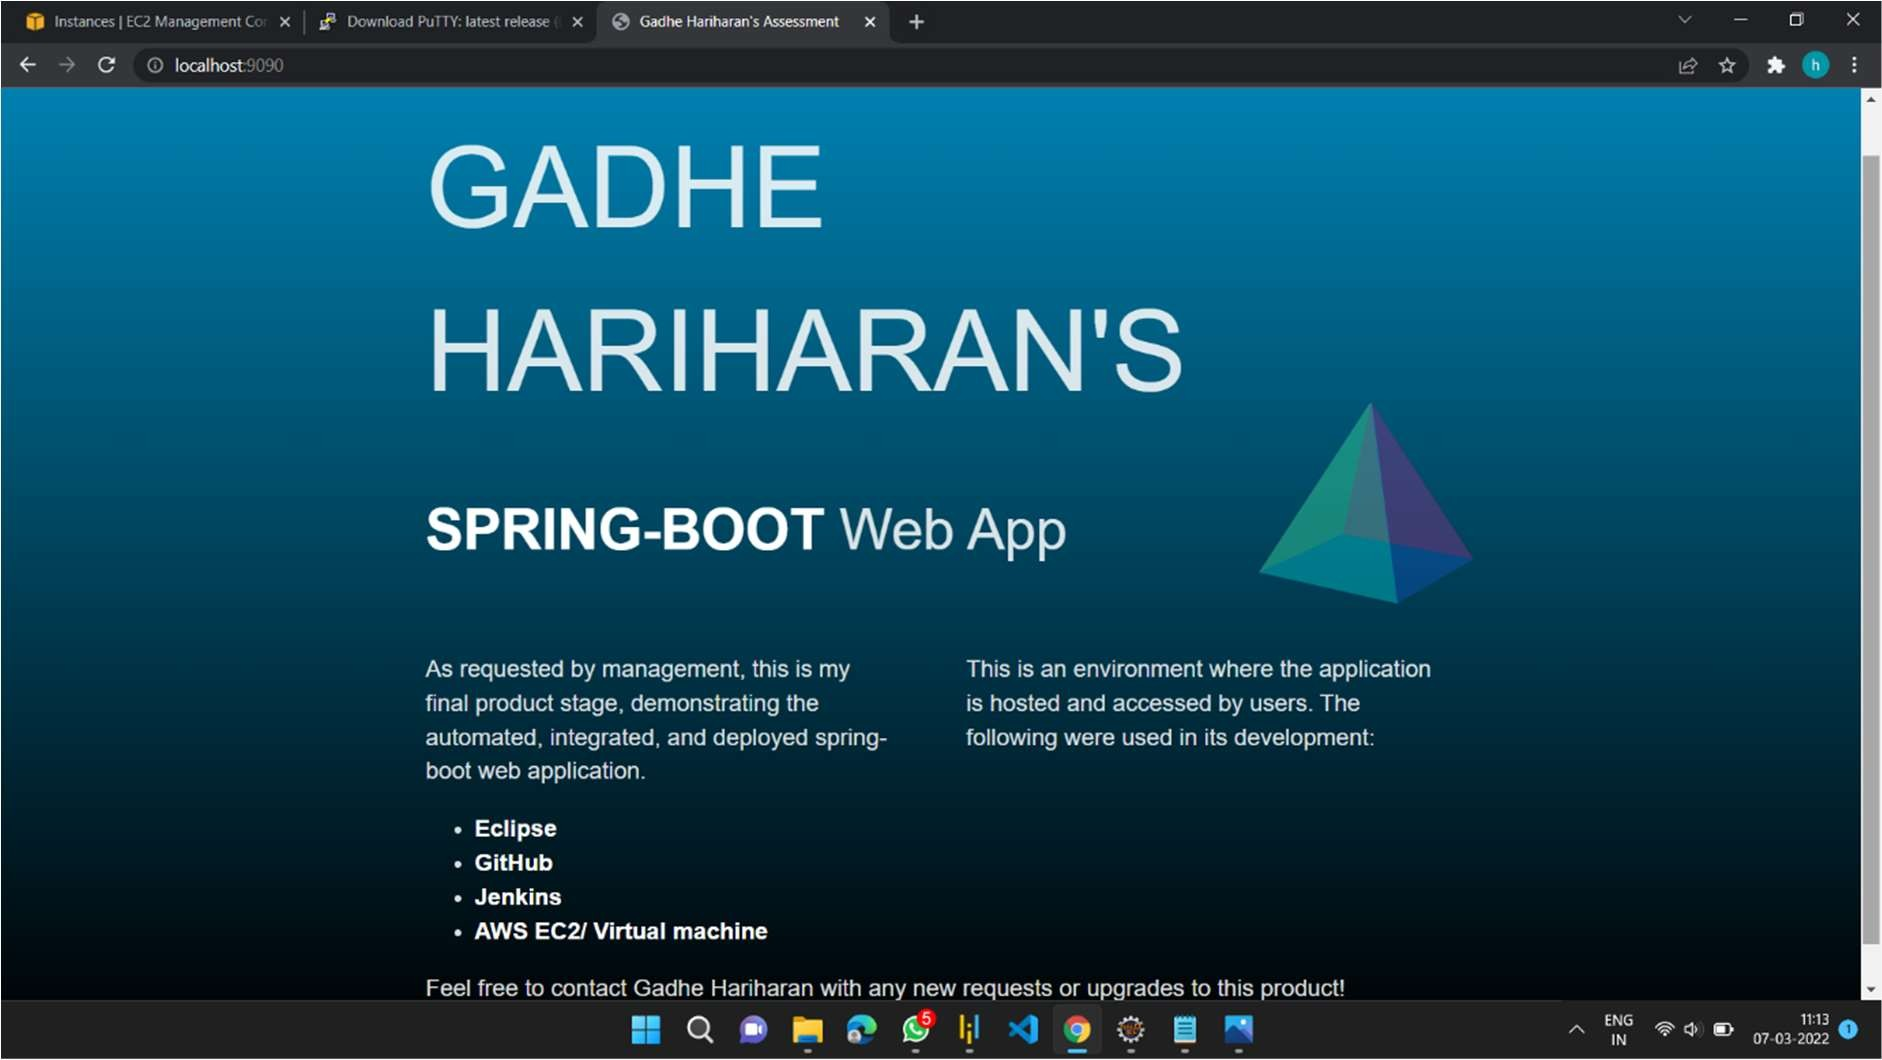 Instances | EC2 Management Con
Download PuTTY: latest release (
Gadhe Hariharan's Assessment
localhost:9090
h
GADHE
HARIHARAN'S
SPRING-BOOT Web App
As requested by management, this is my
final product stage, demonstrating the
automated, integrated, and deployed spring-
boot web application.
This is an environment where the application
is hosted and accessed by users. The
following were used in its development:
• Eclipse
• GitHub
• Jenkins
• AWS EC2/ Virtual machine
Feel free to contact Gadhe Hariharan with any new requests or upgrades to this product!
5
ENG
IN
11:13
07-03-2022
1